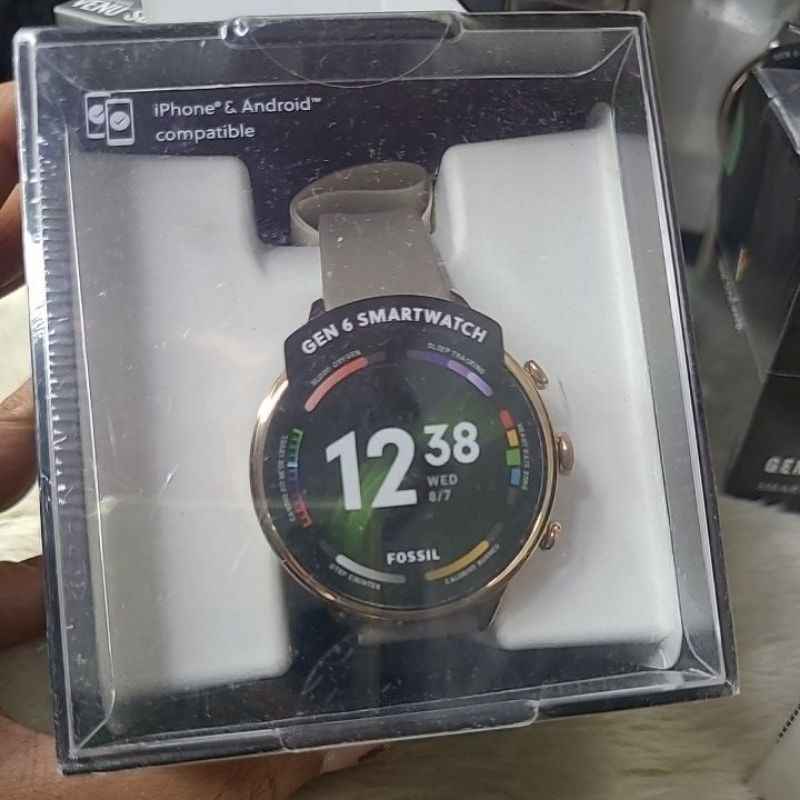 iPhone® & Android™
compatible
GEN 6 SMARTWATCH
BLOOD OXYGEN
SLEEP TRACKING
CARDIO FITNESS LEVEL
HEART RATE ZONE
12 38
WED
8/7
FOSSIL
STEP COUNTER
CALORIES BURNED